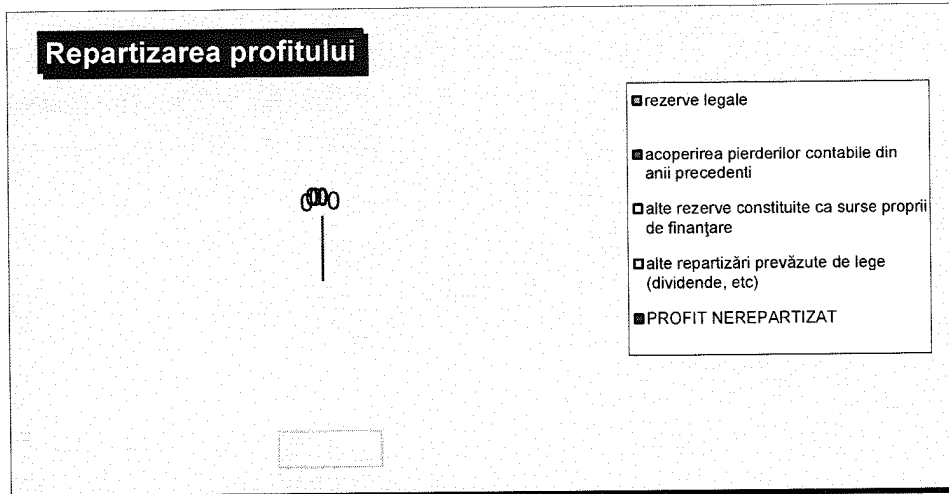 Repartizarea profitului
rezerve legale
acoperirea pierderilor contabile din
anii precedenti
alte rezerve constituite ca surse proprii
de finanţare
alte repartizări prevăzute de lege
(dividende, etc)
PROFIT NEREPARTIZAT